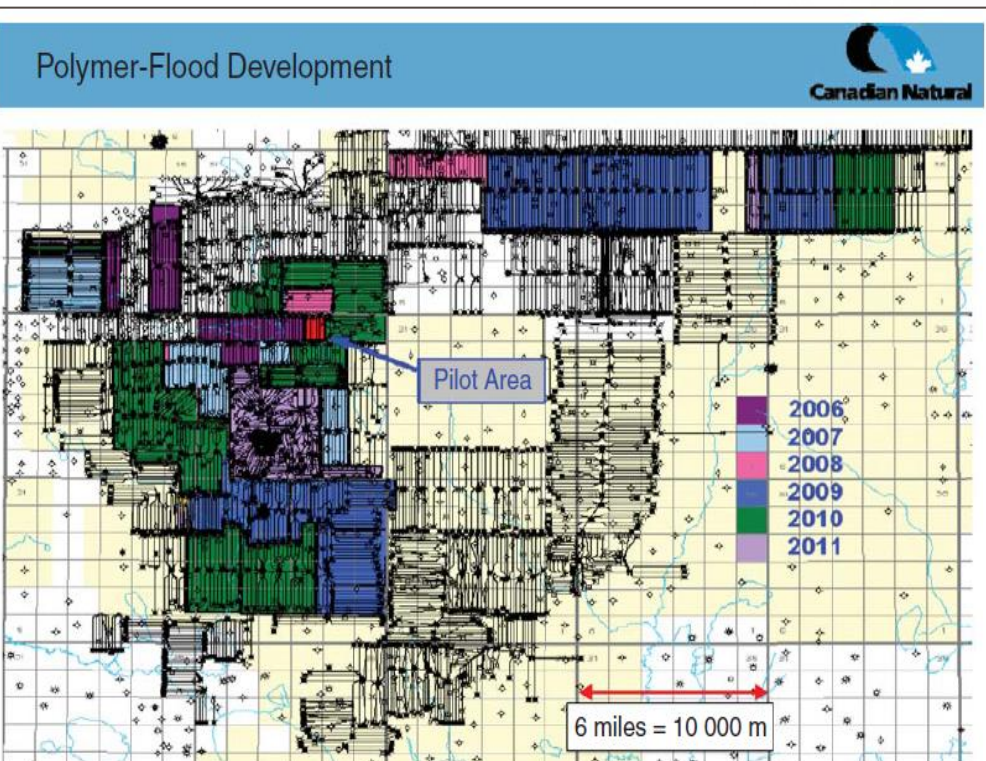 Polymer-Flood Development
Canadian Natural
Pilot Area
2006
2007
2008
2009
2010
2011
6 miles = 10 000 m